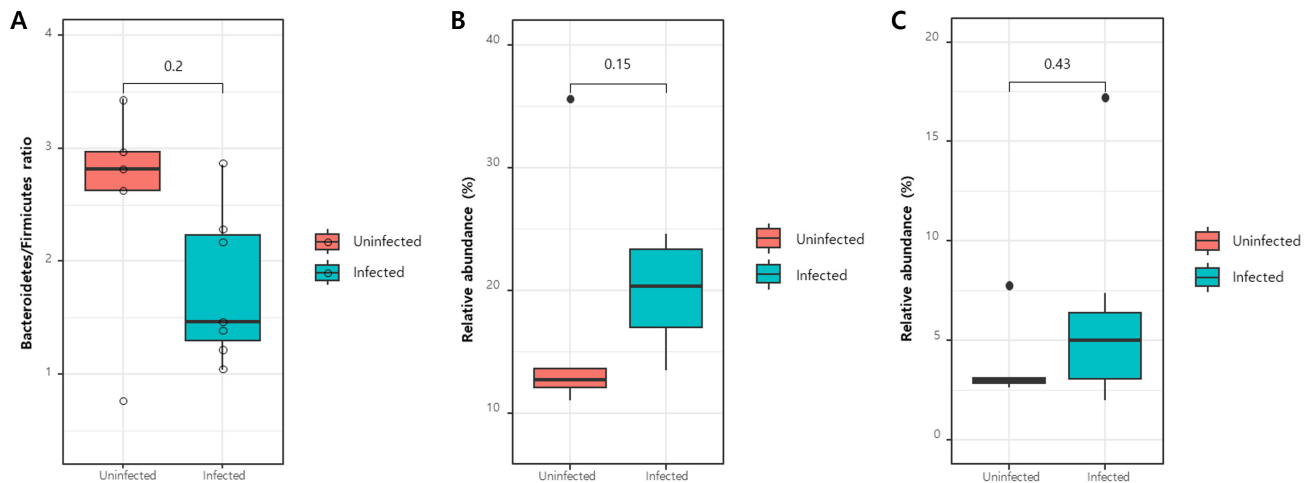 A
Bacteroidetes/Firmicutes ratio
4
3
2
1
0.2
Uninfected
Infected
Uninfected
Infected
B
Relative abundance (%)
40
30
20
10
0.15
Uninfected
Infected
Uninfected
Infected
C
Relative abundance (%)
20
15
10
5
0
0.43
Uninfected
Infected
Uninfected
Infected